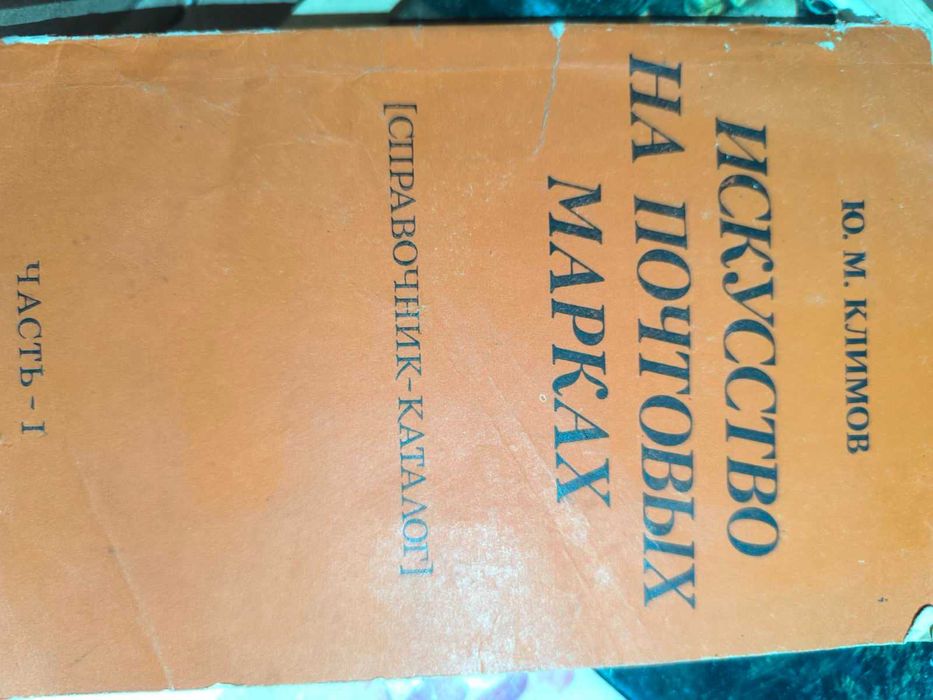 Ю. М. КЛИМОВ
ИСКУССТВО
НА ПОЧТОВЫХ
МАРКАХ
[СПРАВОЧНИК-КАТАЛОГ]
ЧАСТЬ - I